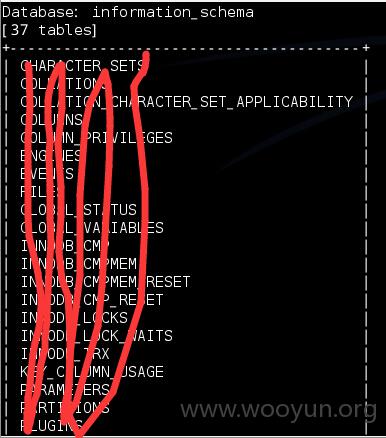 Database: information_schema
[37 tables]
CHARACTER_SETS
COLLATIONS
COLLATION_CHARACTER_SET_APPLICABILITY
COLUMNS
COLUMN_PRIVILEGES
ENGINES
EVENTS
FILES
GLOBAL_STATUS
GLOBAL_VARIABLES
INNODB_CMP
INNODB_CMPMEM
INNODB_CMPMEM_RESET
INNODB_CMP_RESET
INNODB_LOCKS
INNODB_LOCK_WAITS
INNODB_TRX
KEY_COLUMN_USAGE
PARAMETERS
PARTITIONS
PLUGINS
www.wooyun.org